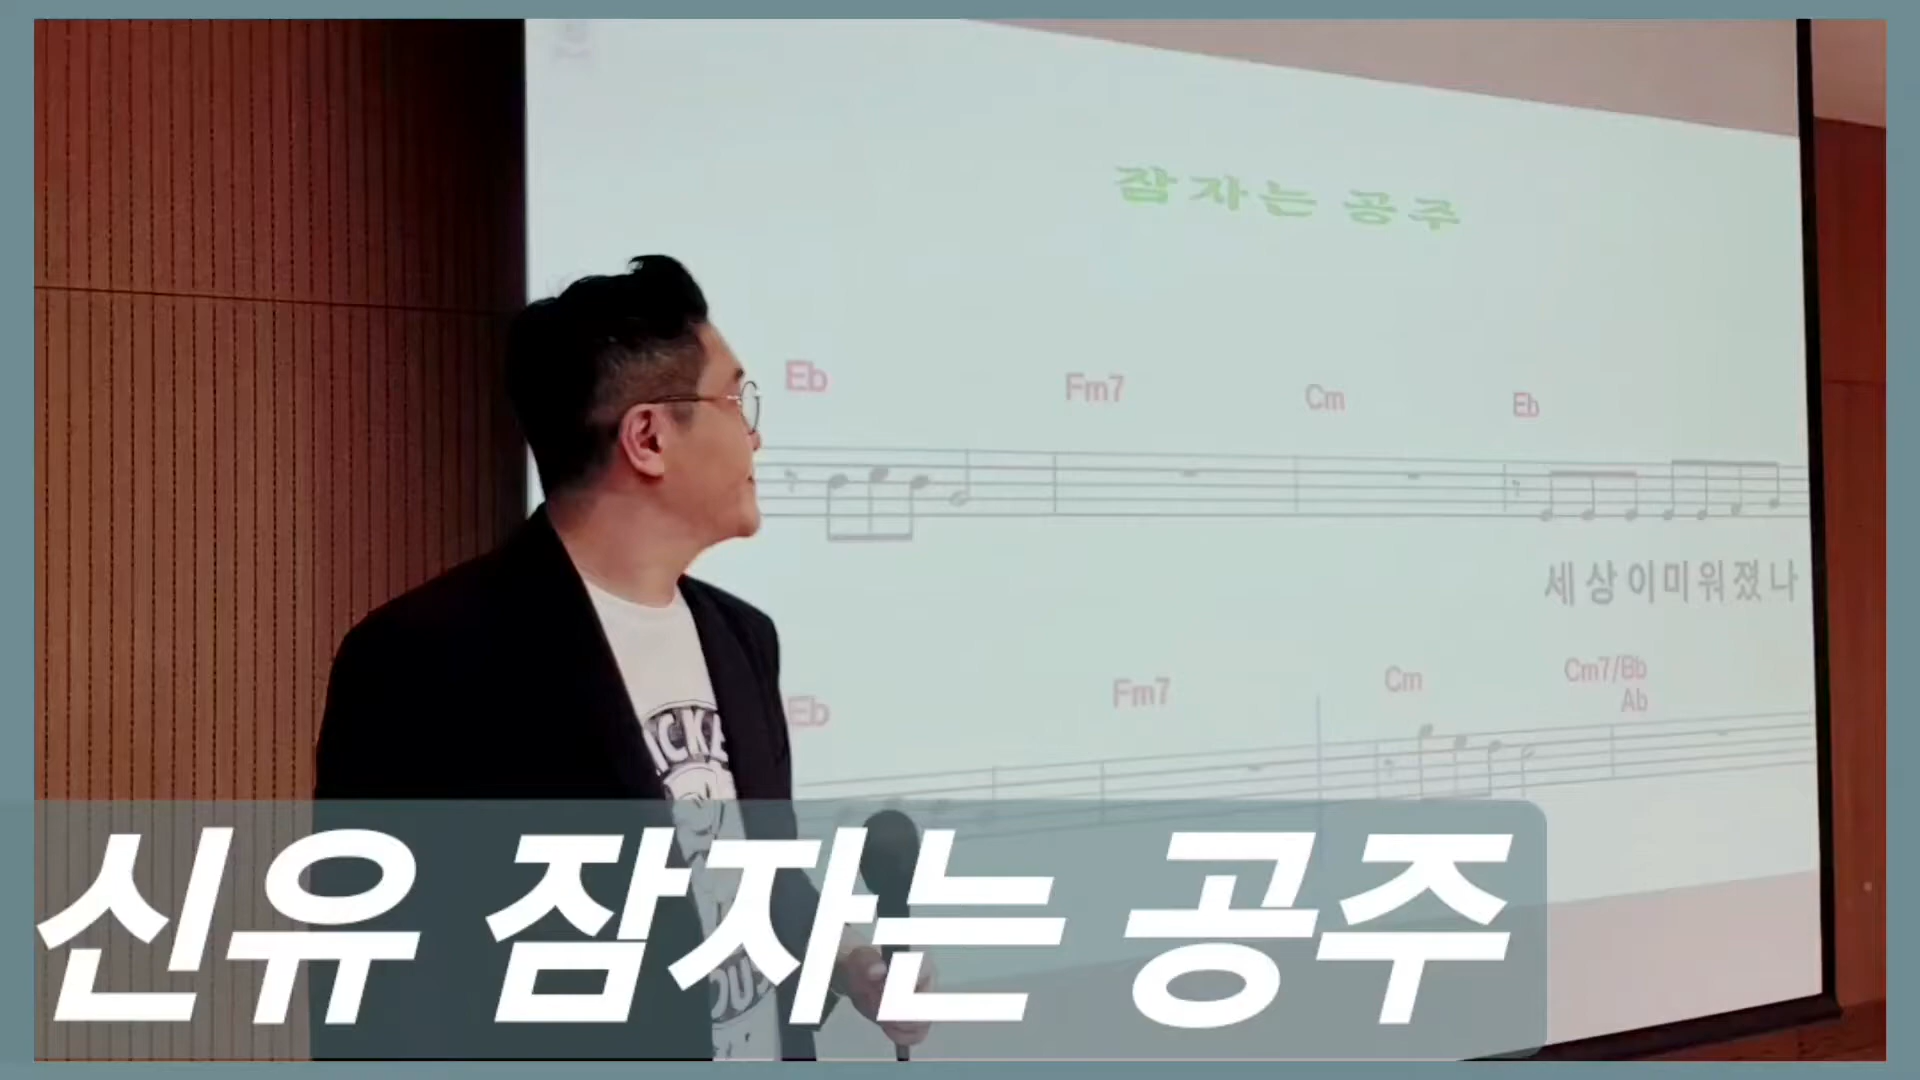 잠자는 공주
Eb Fm7 Cm Eb
세상이미워졌나
Eb Fm7 Cm Cm7/Bb
Ab
신유 잠자는 공주